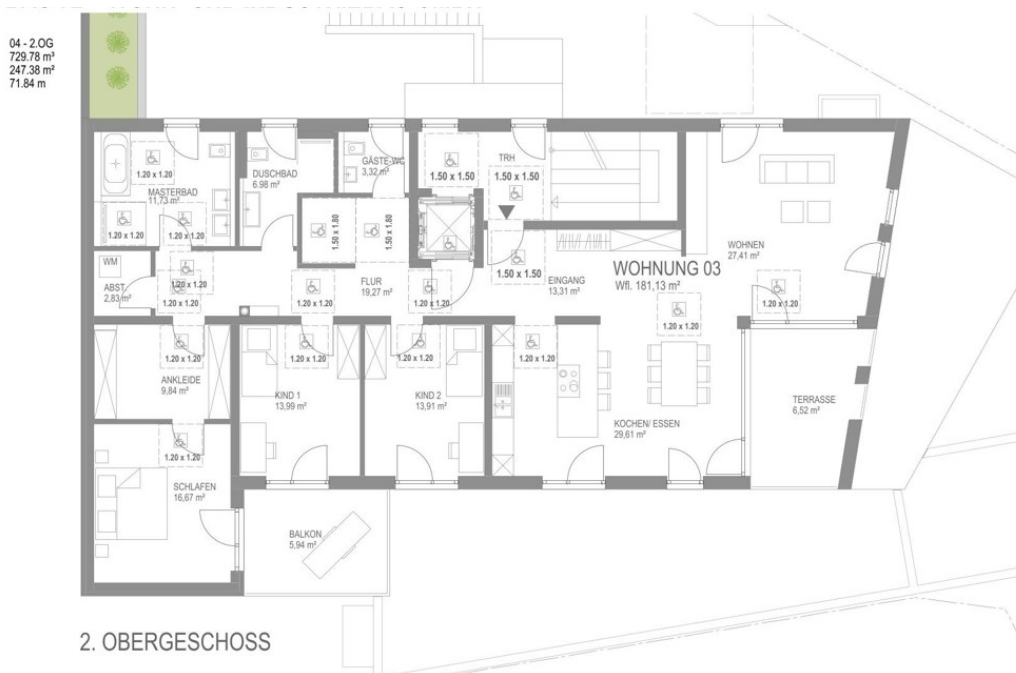 04 - 2.OG
729.78 m³
247.38 m²
71.84 m
1.20 x 1.20
MASTERBAD
11,73 m²
1.20 x 1.20
1.20 x 1.20
DUSCHBAD
6.98 m²
GÄSTE-WC
3,32 m²
1.50 x 1.80
1.50 x 1.80
1.50 x 1.50
TRH
1.50 x 1.50
WOHNEN
27,41 m²
WM
ABST.
2,83 m²
1.20 x 1.20
1.20 x 1.20
1.20 x 1.20
FLUR
19,27 m²
1.20 x 1.20
1.50 x 1.50
EINGANG
13,31 m²
WOHNUNG 03
Wfl. 181,13 m²
1.20 x 1.20
1.20 x 1.20
1.20 x 1.20
ANKLEIDE
9,84 m²
1.20 x 1.20
KIND 1
13,99 m²
1.20 x 1.20
KIND 2
13,91 m²
1.20 x 1.20
KOCHEN/ ESSEN
29,61 m²
TERRASSE
6,52 m²
1.20 x 1.20
SCHLAFEN
16,67 m²
BALKON
5,94 m²
2. OBERGESCHOSS